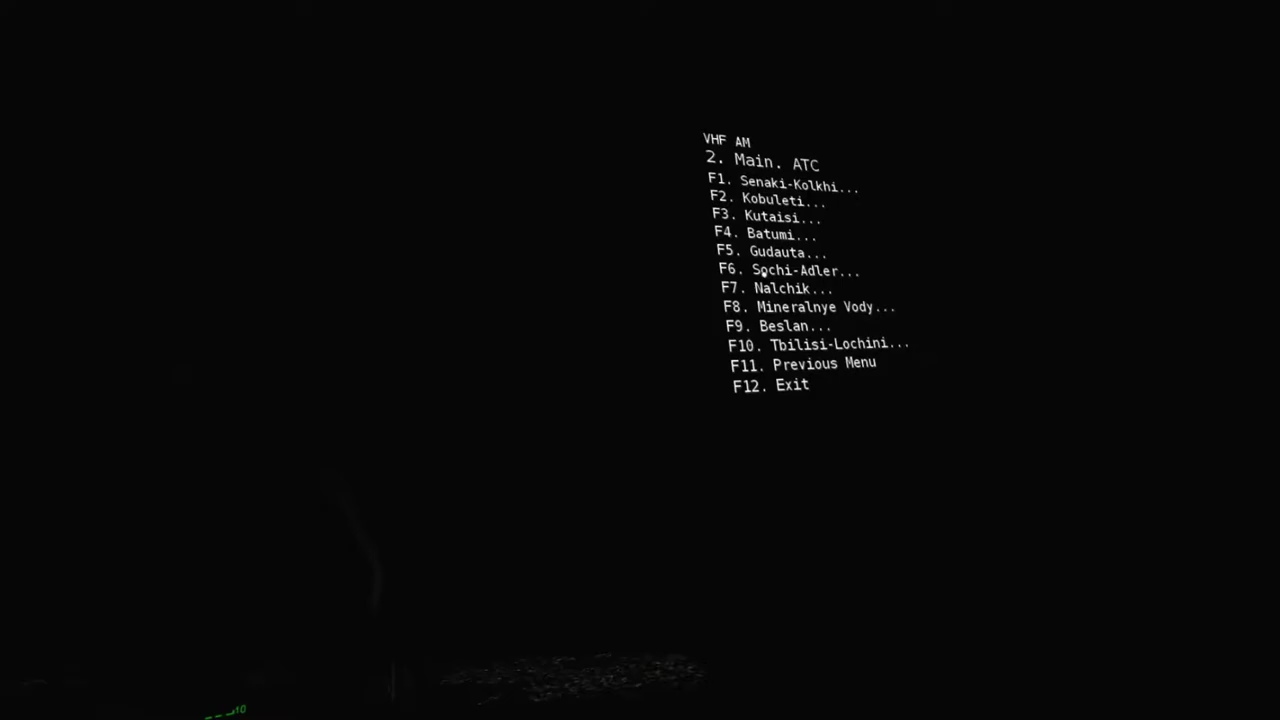 VHF AM
2. Main. ATC
F1. Senaki-Kolkhi...
F2. Kobuleti...
F3. Kutaisi...
F4. Batumi...
F5. Gudauta...
F6. Sochi-Adler...
F7. Nalchik...
F8. Mineralnye Vody...
F9. Beslan...
F10. Tbilisi-Lochini...
F11. Previous Menu
F12. Exit